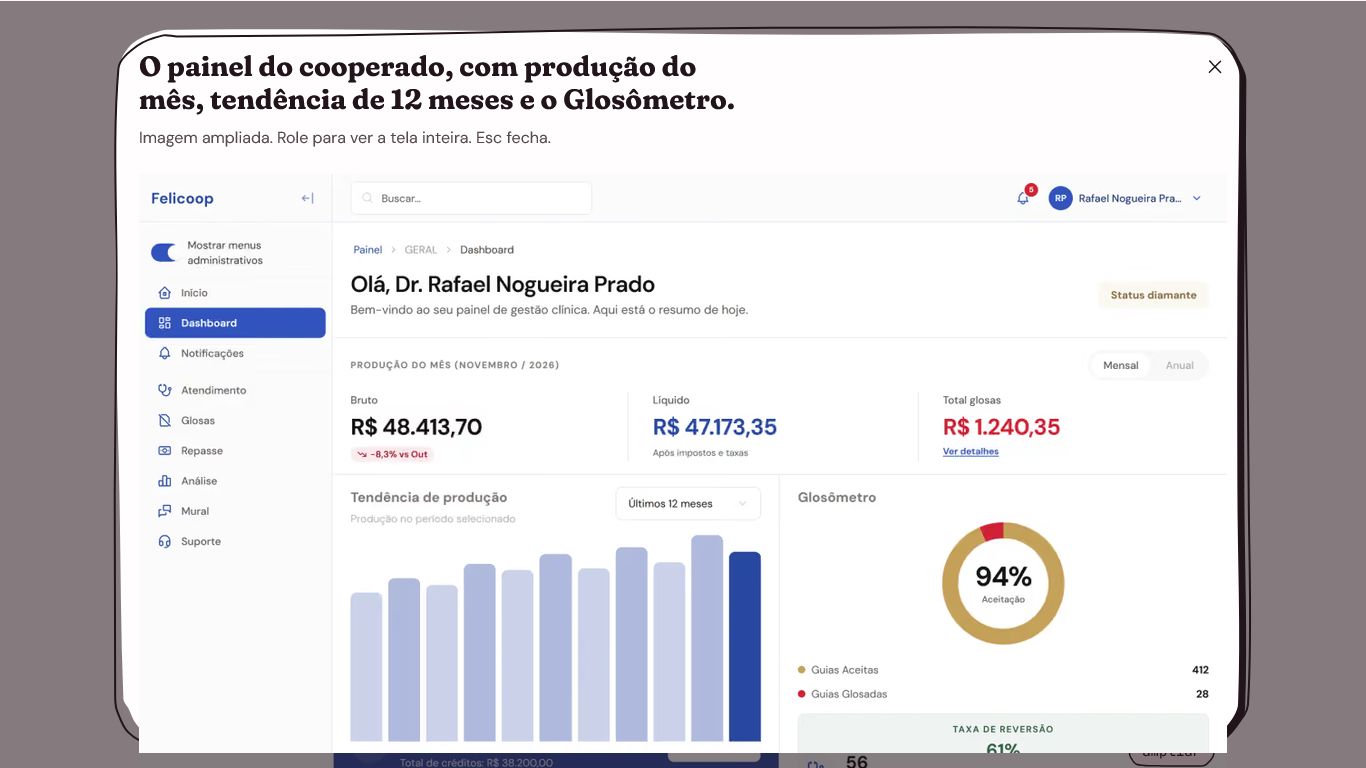 O painel do cooperado, com produção do
mês, tendência de 12 meses e o Glosômetro.
Imagem ampliada. Role para ver a tela inteira. Esc fecha.
Felicoop
Buscar...
5
RP
Rafael Nogueira Pra...
Mostrar menus
administrativos
Início
Dashboard
Notificações
Atendimento
Glosas
Repasse
Análise
Mural
Suporte
Painel > GERAL > Dashboard
Olá, Dr. Rafael Nogueira Prado
Bem-vindo ao seu painel de gestão clínica. Aqui está o resumo de hoje.
Status diamante
PRODUÇÃO DO MÊS (NOVEMBRO / 2026)
Mensal
Anual
Bruto
R$ 48.413,70
-8,3% vs Out
Líquido
R$ 47.173,35
Após impostos e taxas
Total glosas
R$ 1.240,35
Ver detalhes
Tendência de produção
Produção no período selecionado
Últimos 12 meses
Glosômetro
94%
Aceitação
Guias Aceitas 412
Guias Glosadas 28
TAXA DE REVERSÃO
61%
Total de créditos: R$ 38.200,00
56
ampliar